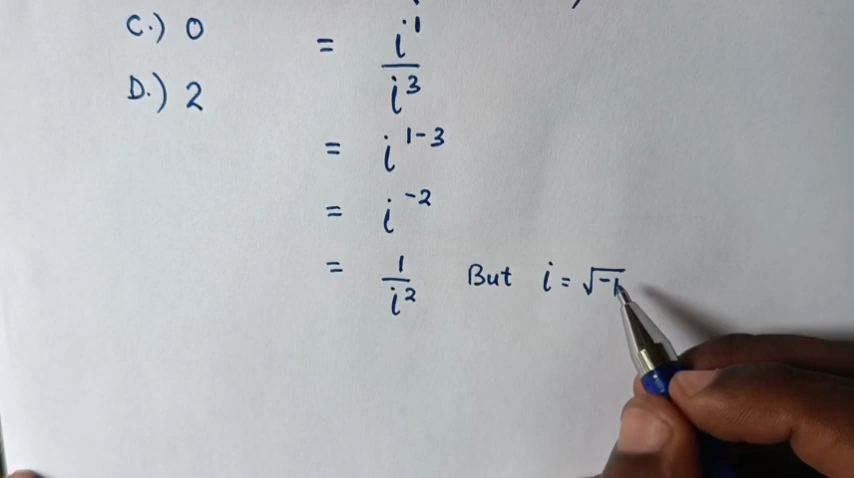 C.) 0
D.) 2
= i^1/i^3
= i^(1-3)
= i^(-2)
= 1/i^2 But i = √-1